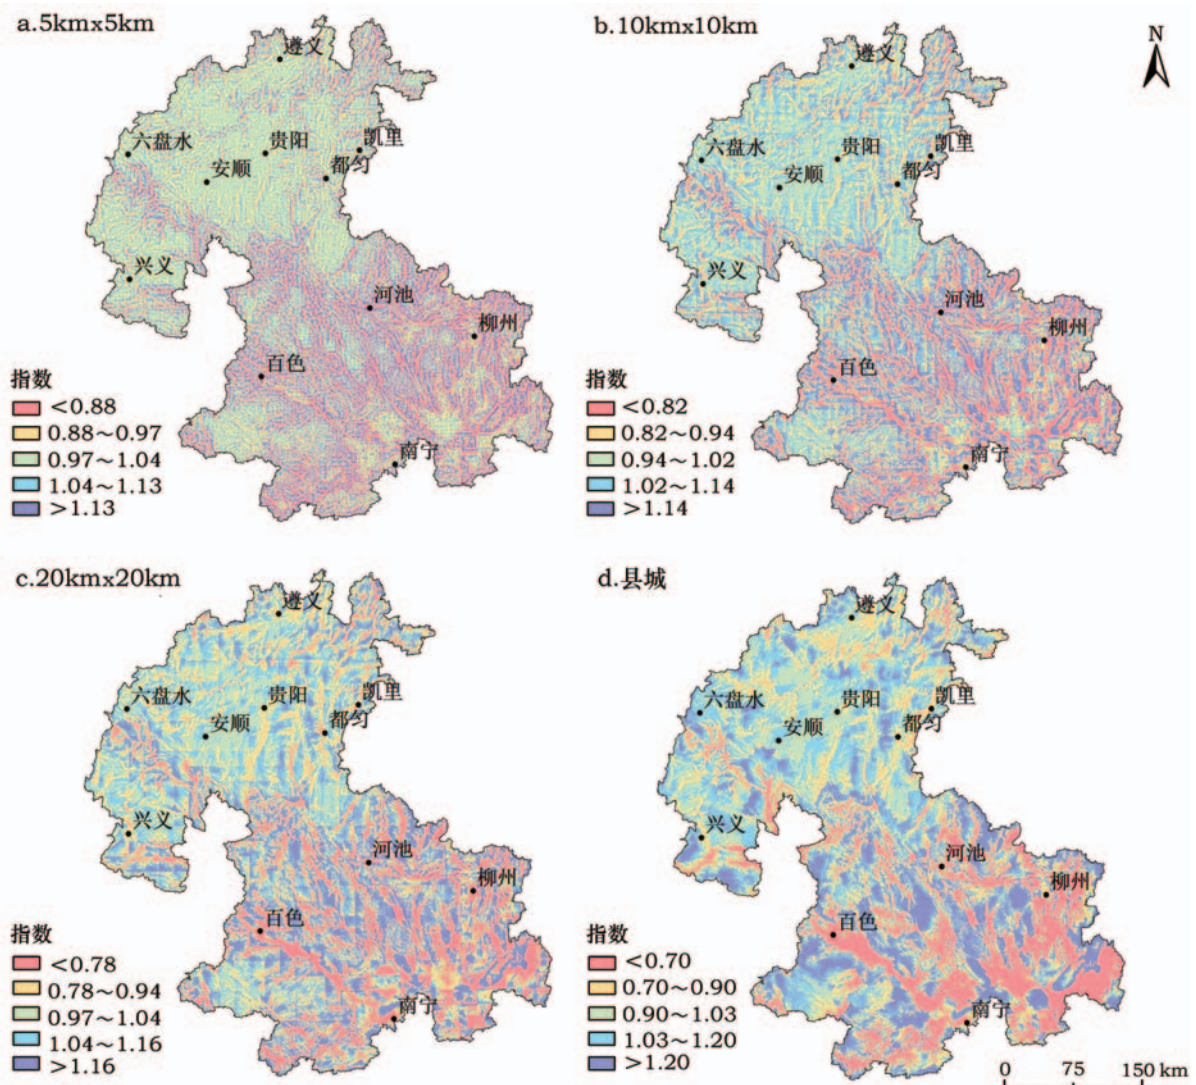 a.5kmx5km
遵义
六盘水
贵阳
凯里
安顺
都匀
兴义
河池
柳州
百色
南宁
指数
<0.88
0.88～0.97
0.97～1.04
1.04～1.13
>1.13
b.10kmx10km
N
遵义
六盘水
贵阳
凯里
安顺
都匀
兴义
河池
柳州
百色
南宁
指数
<0.82
0.82～0.94
0.94～1.02
1.02～1.14
>1.14
c.20kmx20km
遵义
六盘水
贵阳
凯里
安顺
都匀
兴义
河池
柳州
百色
南宁
指数
<0.78
0.78～0.94
0.97～1.04
1.04～1.16
>1.16
d.县城
遵义
六盘水
贵阳
凯里
安顺
都匀
兴义
河池
柳州
百色
南宁
指数
<0.70
0.70～0.90
0.90～1.03
1.03～1.20
>1.20
0 75 150 km